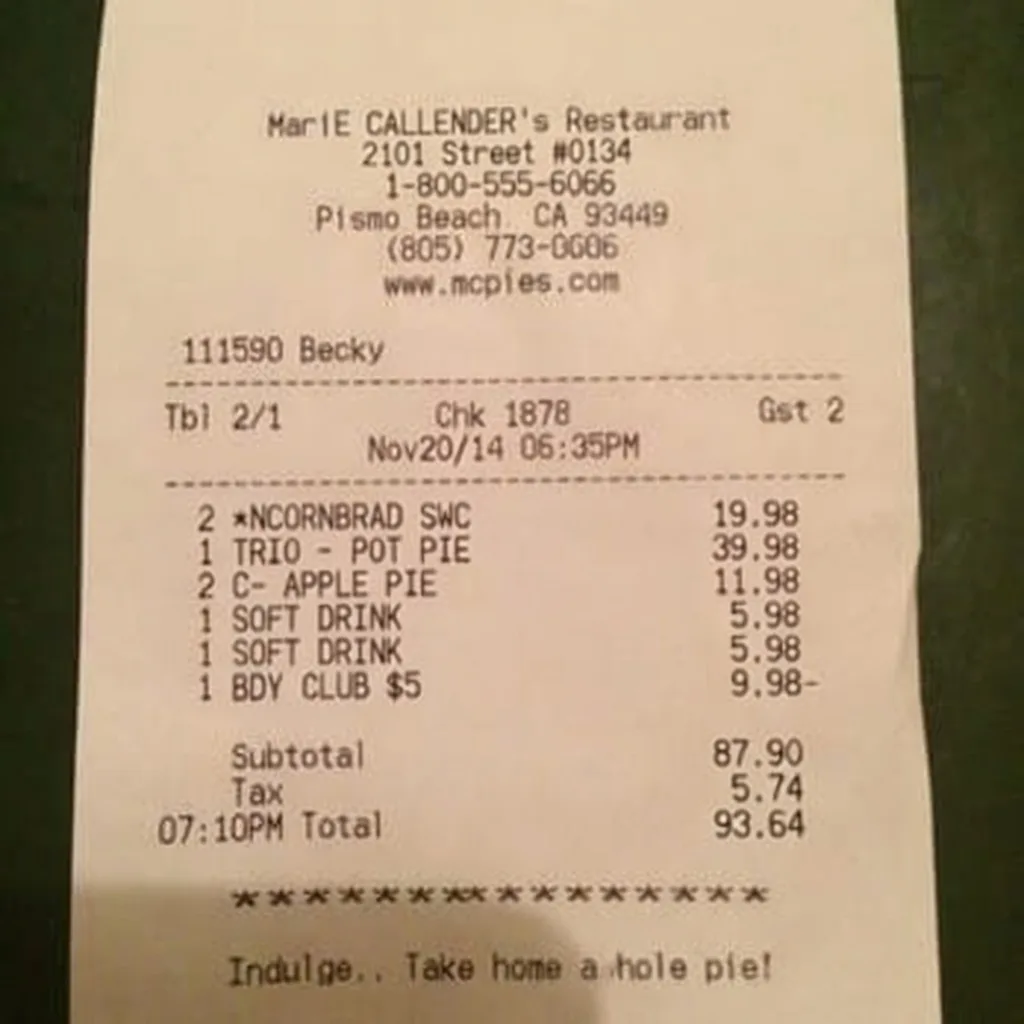 MariE CALLENDER's Restaurant
2101 Street #0134
1-800-555-6066
Pismo Beach CA 93449
(805) 773-0606
www.mcpies.com
111590 Becky
Tbl 2/1 Chk 1878 Gst 2
Nov20/14 06:35PM
2 *NCORNBRAD SWC 19.98
1 TRIO - POT PIE 39.98
2 C- APPLE PIE 11.98
1 SOFT DRINK 5.98
1 SOFT DRINK 5.98
1 BDY CLUB $5 9.98-
Subtotal 87.90
Tax 5.74
07:10PM Total 93.64
***************
Indulge.. Take home a hole pie!